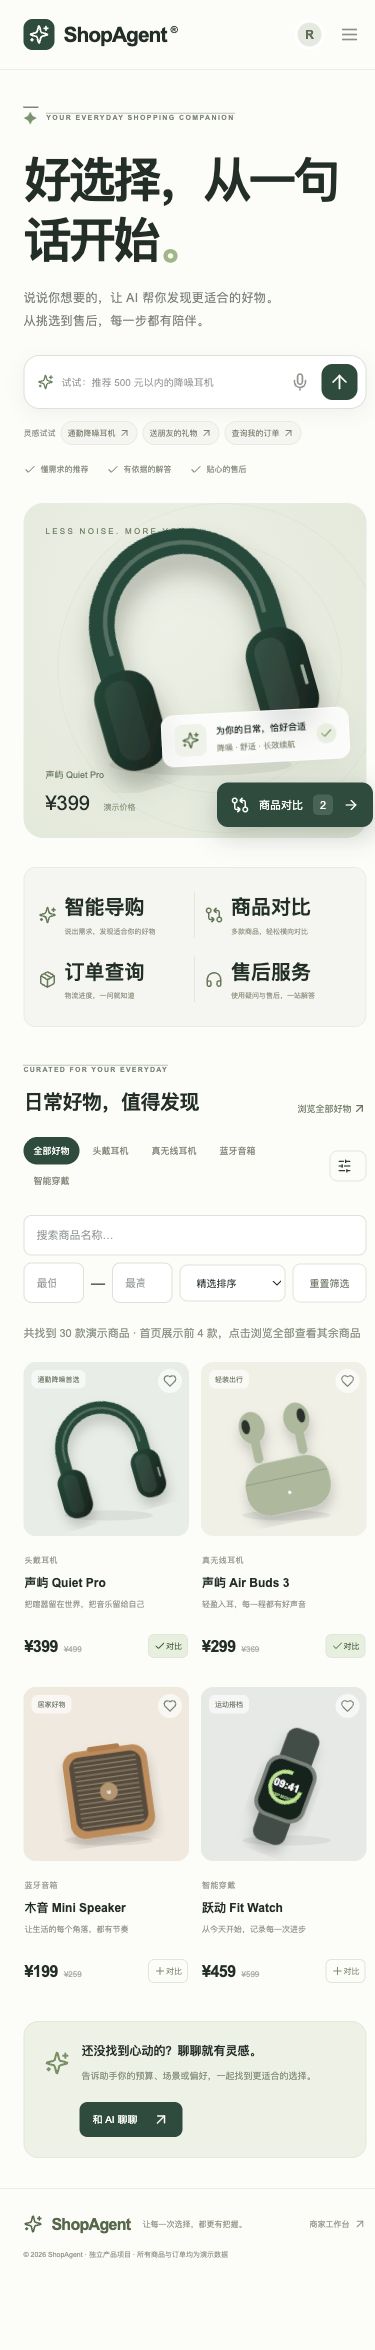 ShopAgent®
R
YOUR EVERYDAY SHOPPING COMPANION
好选择，从一句
话开始。
说说你想要的，让 AI 帮你发现更适合的好物。
从挑选到售后，每一步都有陪伴。
试试：推荐 500 元以内的降噪耳机
灵感试试
通勤降噪耳机
送朋友的礼物
查询我的订单
懂需求的推荐
有依据的解答
贴心的售后
LESS NOISE. MORE
为你的日常，恰好合适
降噪 · 舒适 · 长效续航
声屿 Quiet Pro
¥399 演示价格
商品对比 2
智能导购
说出需求，发现适合你的好物
商品对比
多款商品，轻松横向对比
订单查询
物流进度，一问就知道
售后服务
使用疑问与售后，一站解答
CURATED FOR YOUR EVERYDAY
日常好物，值得发现
浏览全部好物
全部好物
头戴耳机
真无线耳机
蓝牙音箱
智能穿戴
搜索商品名称...
最低 — 最高
精选排序
重置筛选
共找到 30 款演示商品 · 首页展示前 4 款，点击浏览全部查看其余商品
通勤降噪首选
头戴耳机
声屿 Quiet Pro
把喧嚣留在世界，把音乐留给自己
¥399 ¥499
对比
轻装出行
真无线耳机
声屿 Air Buds 3
轻盈入耳，每一程都有好声音
¥299 ¥369
对比
居家好物
蓝牙音箱
木音 Mini Speaker
让生活的每个角落，都有节奏
¥199 ¥259
对比
运动搭档
09:41
智能穿戴
跃动 Fit Watch
从今天开始，记录每一次进步
¥459 ¥599
对比
还没找到心动的？聊聊就有灵感。
告诉助手你的预算、场景或偏好，一起找到更适合的选择。
和 AI 聊聊
ShopAgent
让每一次选择，都更有把握。
商家工作台
© 2026 ShopAgent · 独立产品项目 · 所有商品与订单均为演示数据